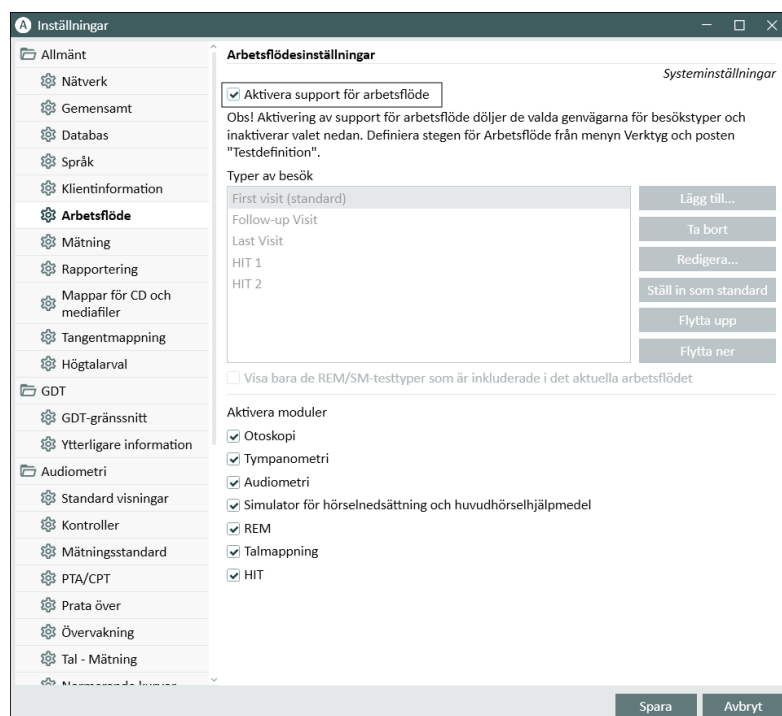 A Inställningar
Allmänt
Nätverk
Gemensamt
Databas
Språk
Klientinformation
Arbetsflöde
Mätning
Rapportering
Mappar för CD och
mediafiler
Tangentmappning
Högtalarval
GDT
GDT-gränssnitt
Ytterligare information
Audiometri
Standard visningar
Kontroller
Mätningsstandard
PTA/CPT
Prata över
Övervakning
Tal - Mätning
Arbetsflödesinställningar
Systeminställningar
Aktivera support för arbetsflöde
Obs! Aktivering av support för arbetsflöde döljer de valda genvägarna för besökstyper och
inaktiverar valet nedan. Definiera stegen för Arbetsflöde från menyn Verktyg och posten
"Testdefinition".
Typer av besök
First visit (standard)
Follow-up Visit
Last Visit
HIT 1
HIT 2
Lägg till...
Ta bort
Redigera...
Ställ in som standard
Flytta upp
Flytta ner
Visa bara de REM/SM-testtyper som är inkluderade i det aktuella arbetsflödet
Aktivera moduler
Otoskopi
Tympanometri
Audiometri
Simulator för hörselnedsättning och huvudhörselhjälpmedel
REM
Talmappning
HIT
Spara
Avbryt